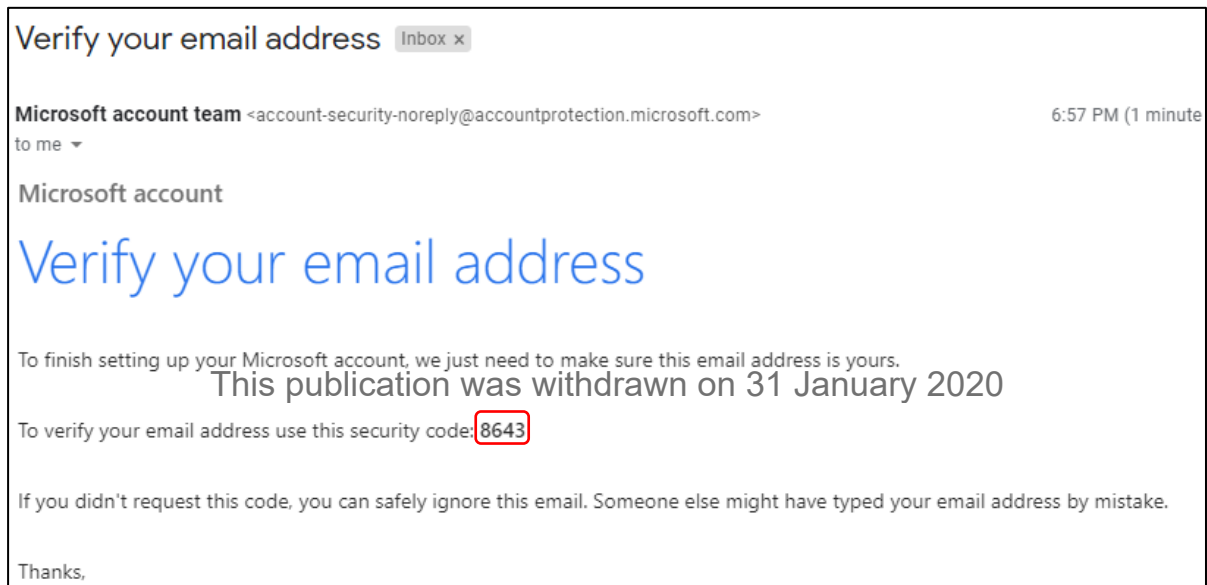 Verify your email address Inbox x
Microsoft account team <account-security-noreply@accountprotection.microsoft.com> 6:57 PM (1 minute
to me
Microsoft account
Verify your email address
To finish setting up your Microsoft account, we just need to make sure this email address is yours.
This publication was withdrawn on 31 January 2020
To verify your email address use this security code: 8643
If you didn't request this code, you can safely ignore this email. Someone else might have typed your email address by mistake.
Thanks,